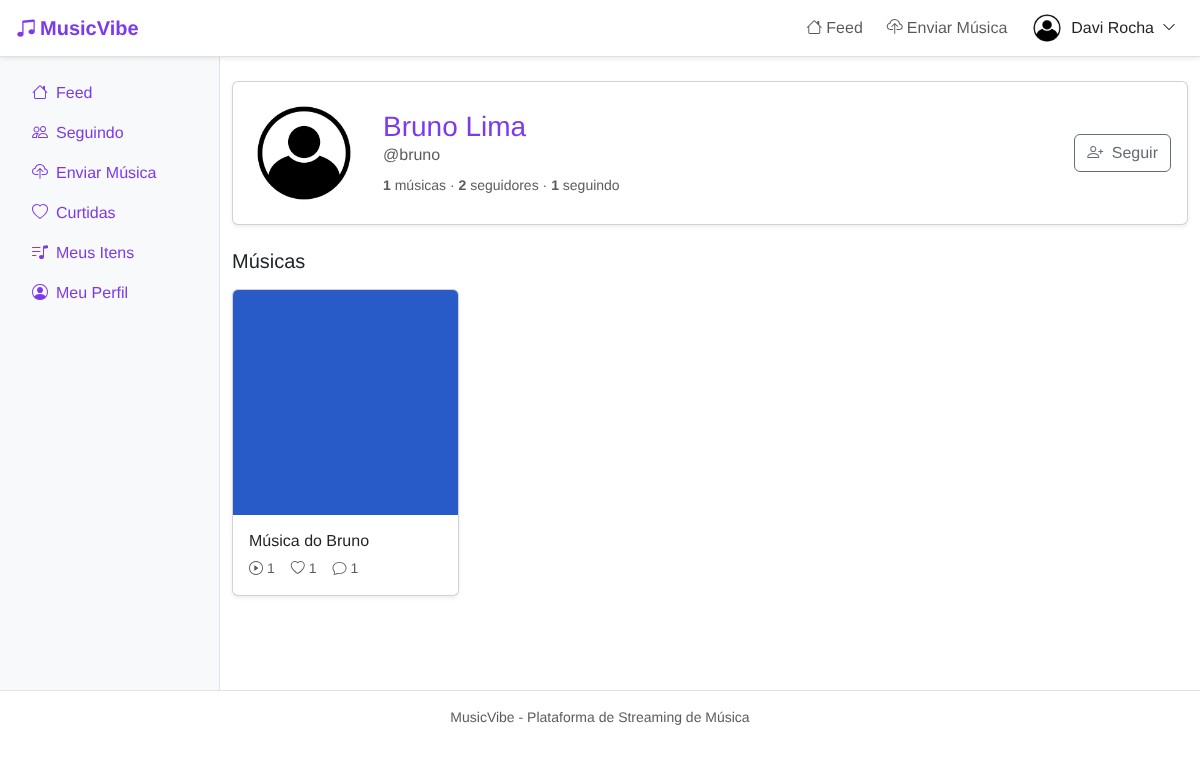 MusicVibe
Feed
Enviar Música
Davi Rocha
Feed
Seguindo
Enviar Música
Curtidas
Meus Itens
Meu Perfil
Bruno Lima
@bruno
1 músicas · 2 seguidores · 1 seguindo
Seguir
Músicas
Música do Bruno
1 1 1
MusicVibe - Plataforma de Streaming de Música